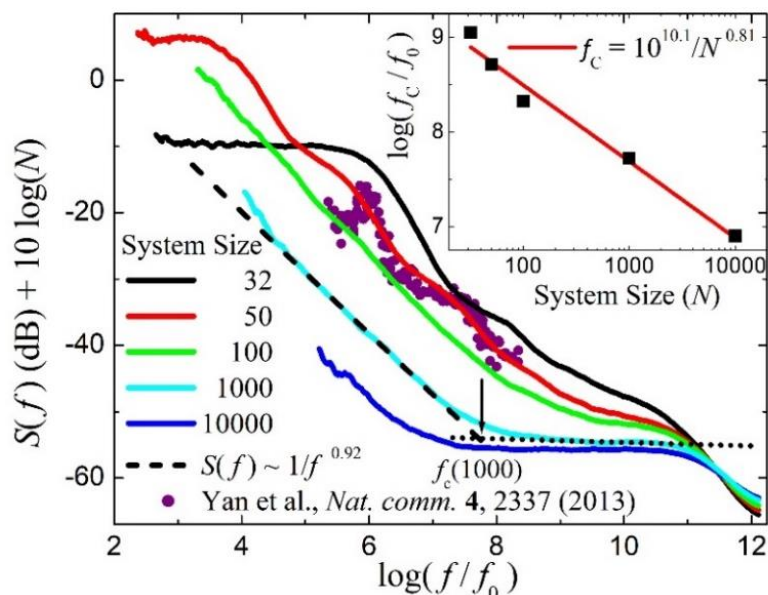 S(f) (dB) + 10 log(N)
0
-20
-40
-60
2 4 6 8 10 12
log(f/f₀)
System Size
32
50
100
1000
10000
S(f) ~ 1/f^0.92
Yan et al., Nat. comm. 4, 2337 (2013)
f_c(1000)
log(f_C/f₀)
9
8
7
100 1000 10000
System Size (N)
f_C = 10^10.1/N^0.81